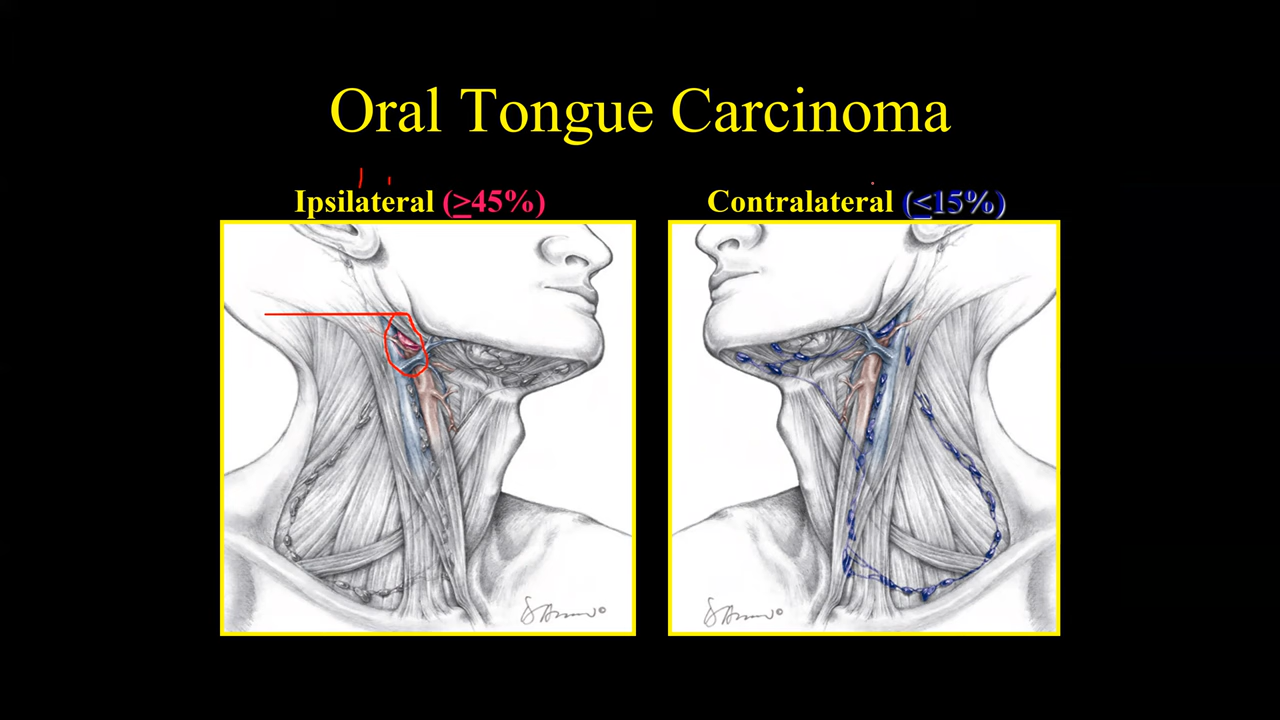 Oral Tongue Carcinoma
Ipsilateral (≥45%)
Contralateral (≤15%)